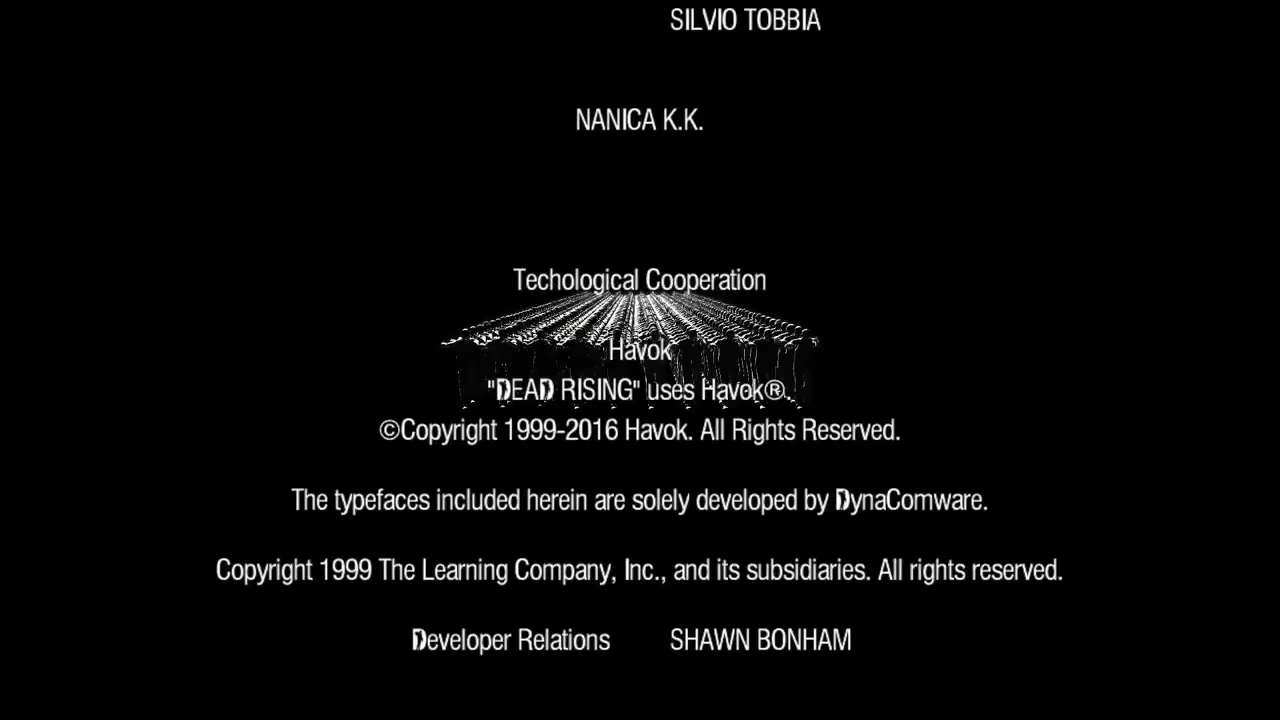 SILVIO TOBBIA
NANICA K.K.
Techological Cooperation
Havok
"DEAD RISING" uses Havok®.
©Copyright 1999-2016 Havok. All Rights Reserved.
The typefaces included herein are solely developed by DynaComware.
Copyright 1999 The Learning Company, Inc., and its subsidiaries. All rights reserved.
Developer Relations SHAWN BONHAM